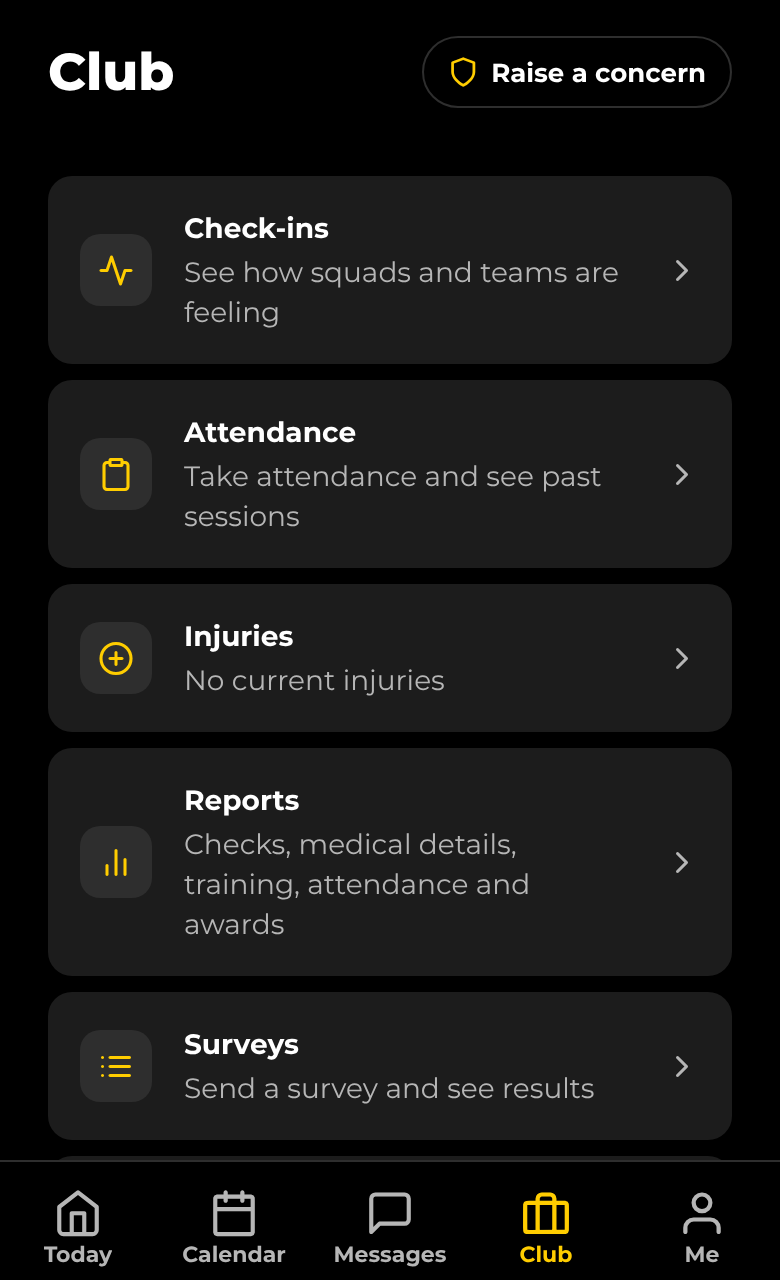 Club
Raise a concern
Check-ins
See how squads and teams are
feeling
Attendance
Take attendance and see past
sessions
Injuries
No current injuries
Reports
Checks, medical details,
training, attendance and
awards
Surveys
Send a survey and see results
Today
Calendar
Messages
Club
Me